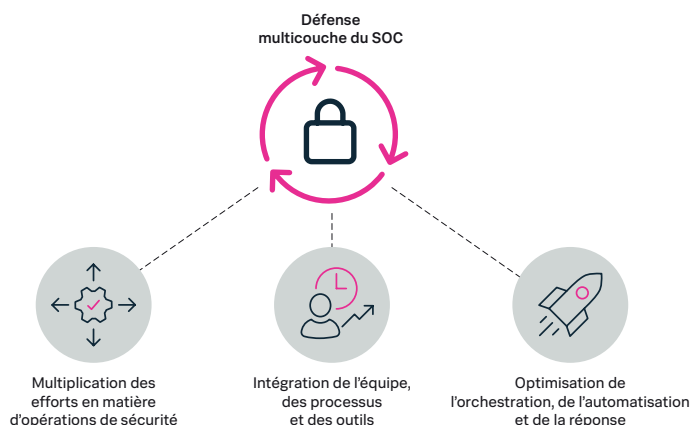 Défense
multicouche du SOC
Multiplication des
efforts en matière
d'opérations de sécurité
Intégration de l'équipe,
des processus
et des outils
Optimisation de
l'orchestration, de l'automatisation
et de la réponse